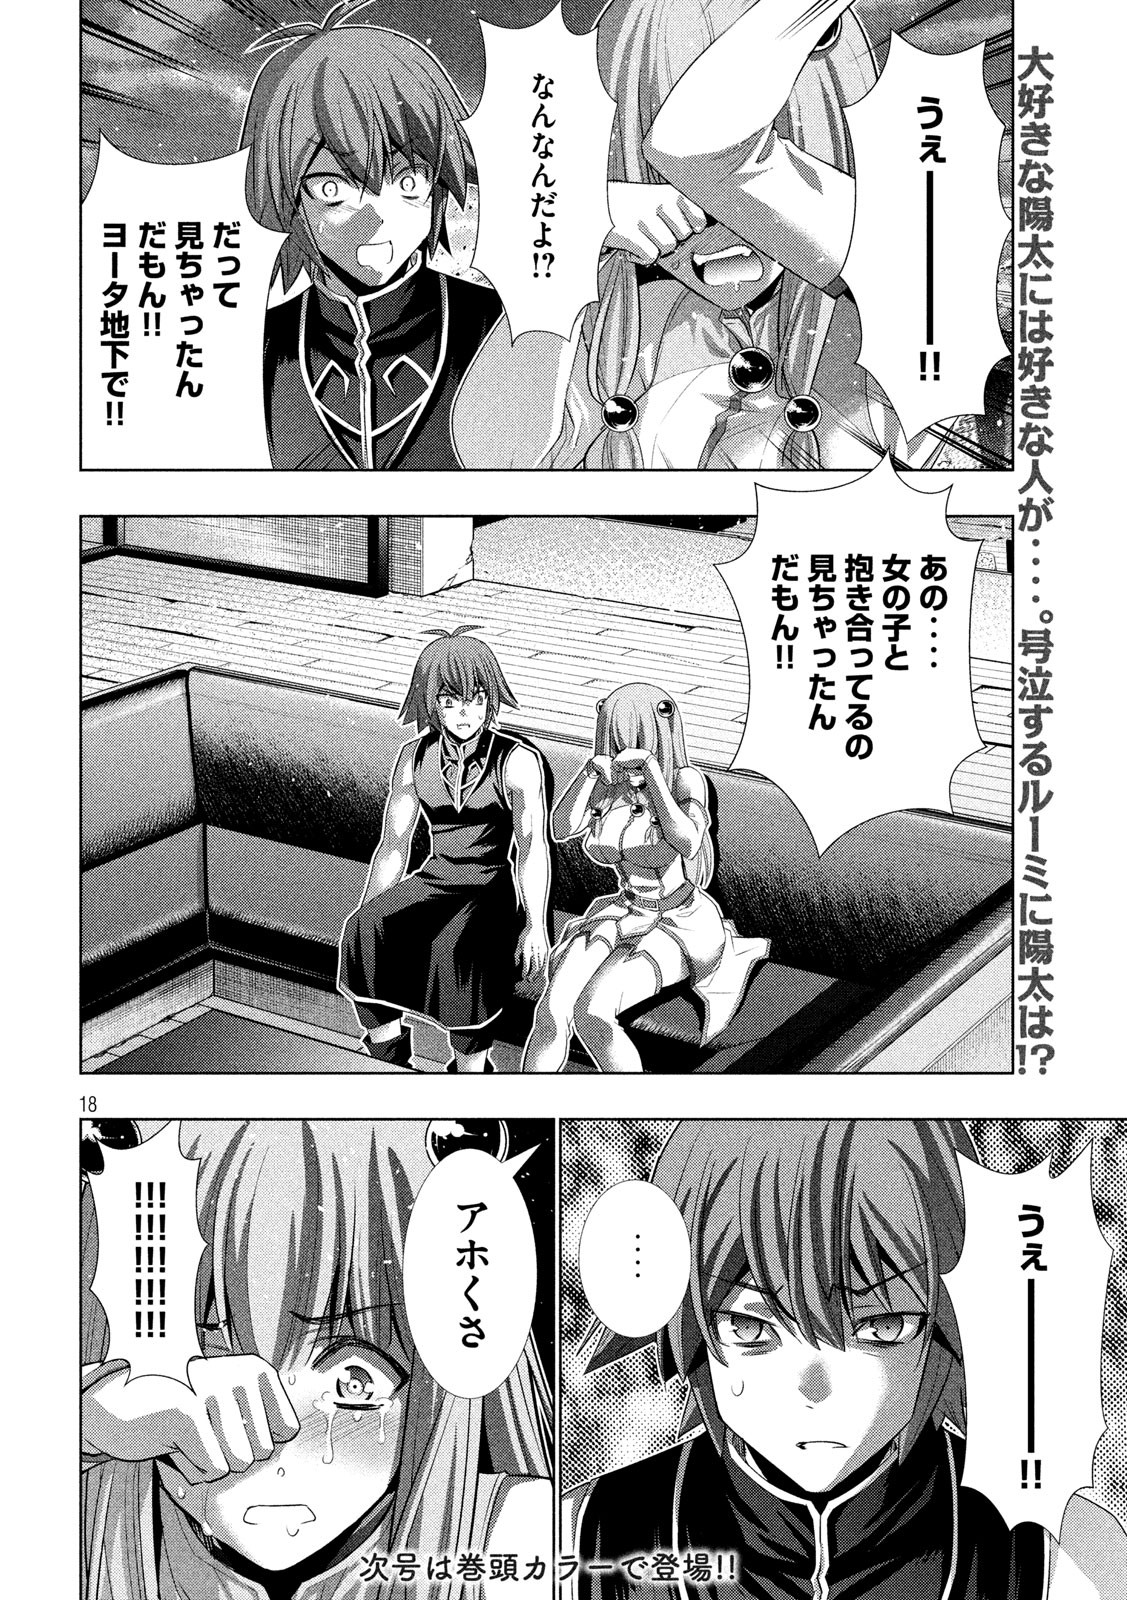 大好きな陽太には好きな人が‥‥。号泣するルーミに陽太は!?
うぇ――――!!
なんなんだよ!?
だって
見ちゃったん
だもん!!
ヨータ地下で!!
あの‥‥
女の子と
抱き合ってるの
見ちゃったん
だもん!!
18
うぇ――――!!
‥‥
アホくさ
!!!!!!!!!!!!
次号は巻頭カラーで登場!!